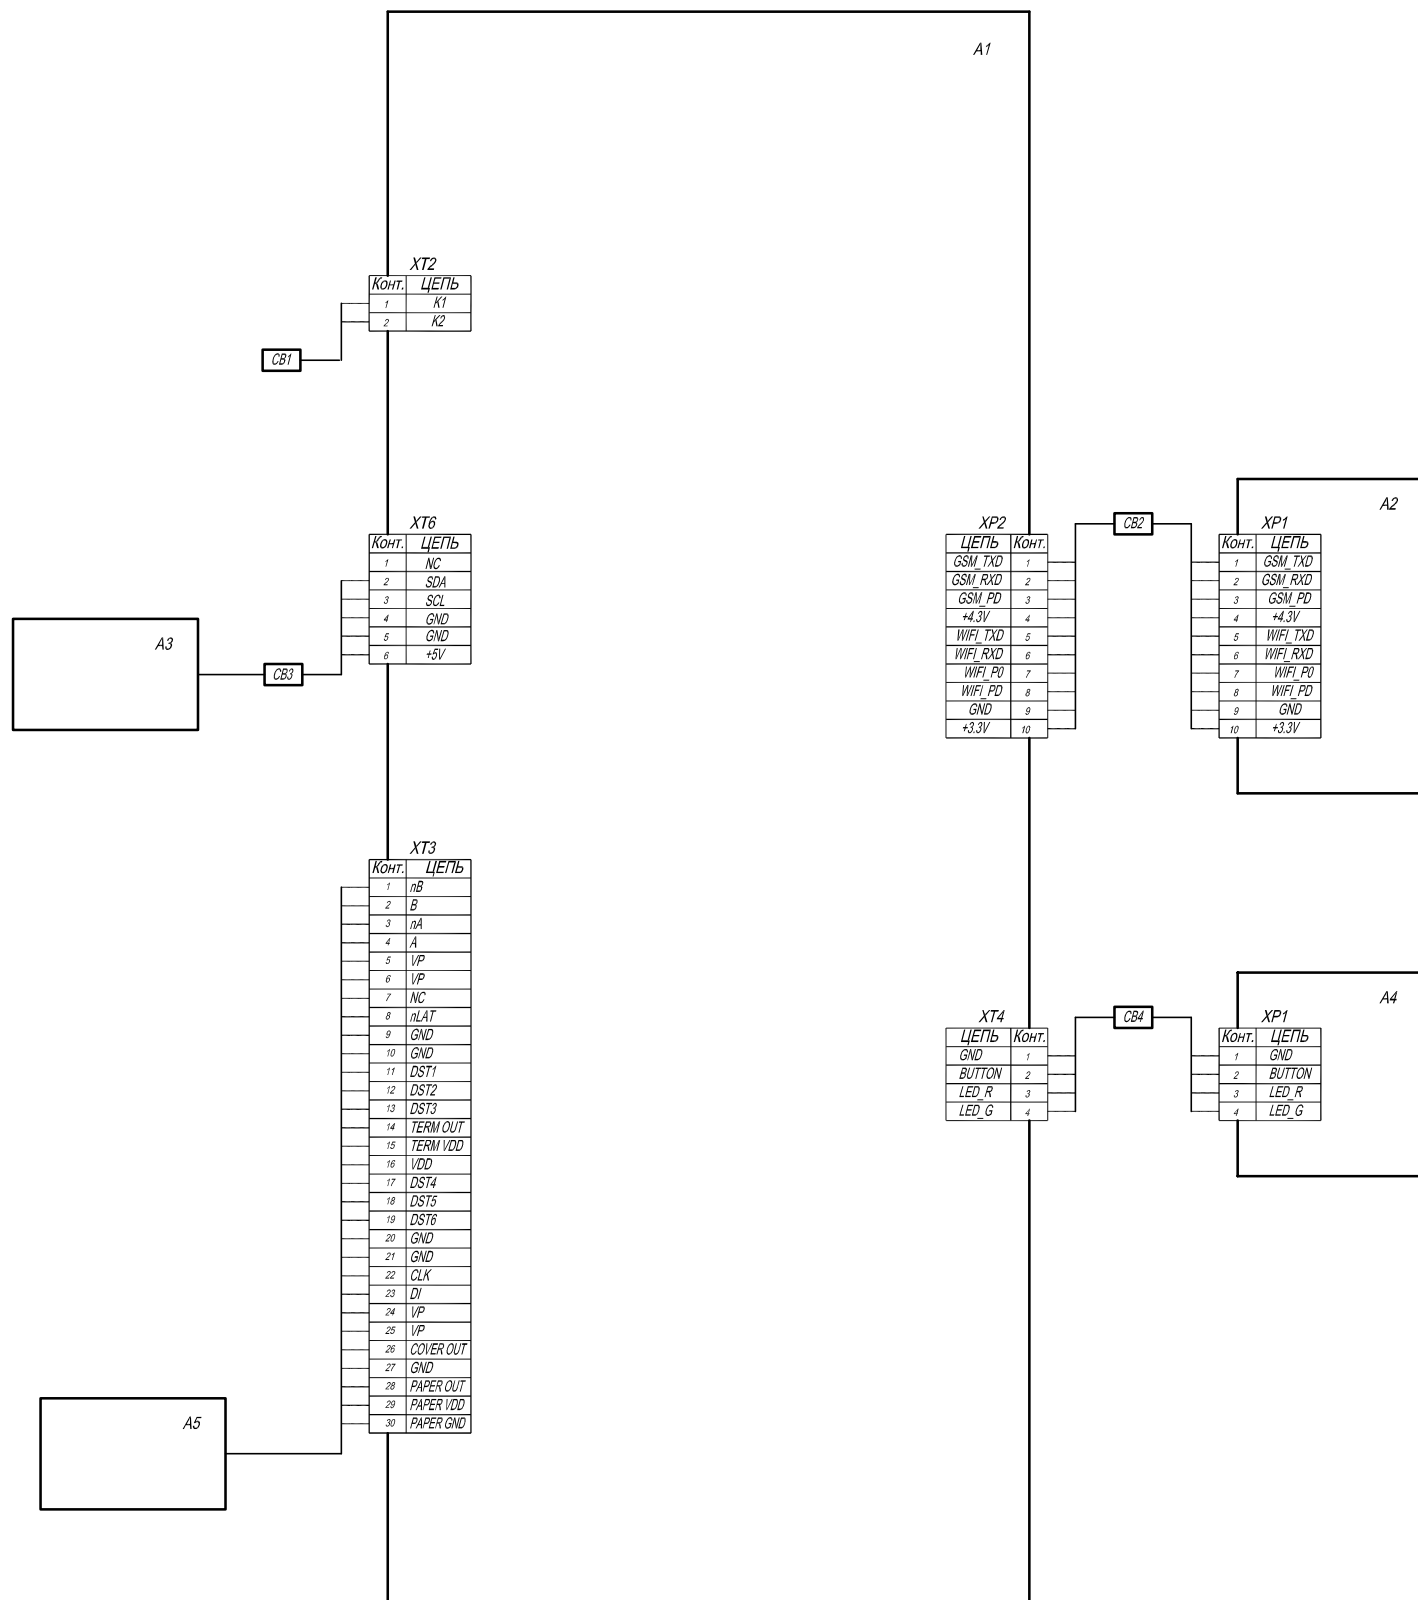 A1
XT2
Конт. ЦЕПЬ
1 K1
2 K2
CB1
XT6
Конт. ЦЕПЬ
1 NC
2 SDA
3 SCL
4 GND
5 GND
6 +5V
A3
CB3
XP2
ЦЕПЬ Конт.
GSM_TXD 1
GSM_RXD 2
GSM_PD 3
+4.3V 4
WIFI_TXD 5
WIFI_RXD 6
WIFI_P0 7
WIFI_PD 8
GND 9
+3.3V 10
CB2
A2
XP1
Конт. ЦЕПЬ
1 GSM_TXD
2 GSM_RXD
3 GSM_PD
4 +4.3V
5 WIFI_TXD
6 WIFI_RXD
7 WIFI_P0
8 WIFI_PD
9 GND
10 +3.3V
XT3
Конт. ЦЕПЬ
1 nB
2 B
3 nA
4 A
5 VP
6 VP
7 NC
8 nLAT
9 GND
10 GND
11 DST1
12 DST2
13 DST3
14 TERM OUT
15 TERM VDD
16 VDD
17 DST4
18 DST5
19 DST6
20 GND
21 GND
22 CLK
23 DI
24 VP
25 VP
26 COVER OUT
27 GND
28 PAPER OUT
29 PAPER VDD
30 PAPER GND
A5
XT4
ЦЕПЬ Конт.
GND 1
BUTTON 2
LED_R 3
LED_G 4
CB4
A4
XP1
Конт. ЦЕПЬ
1 GND
2 BUTTON
3 LED_R
4 LED_G